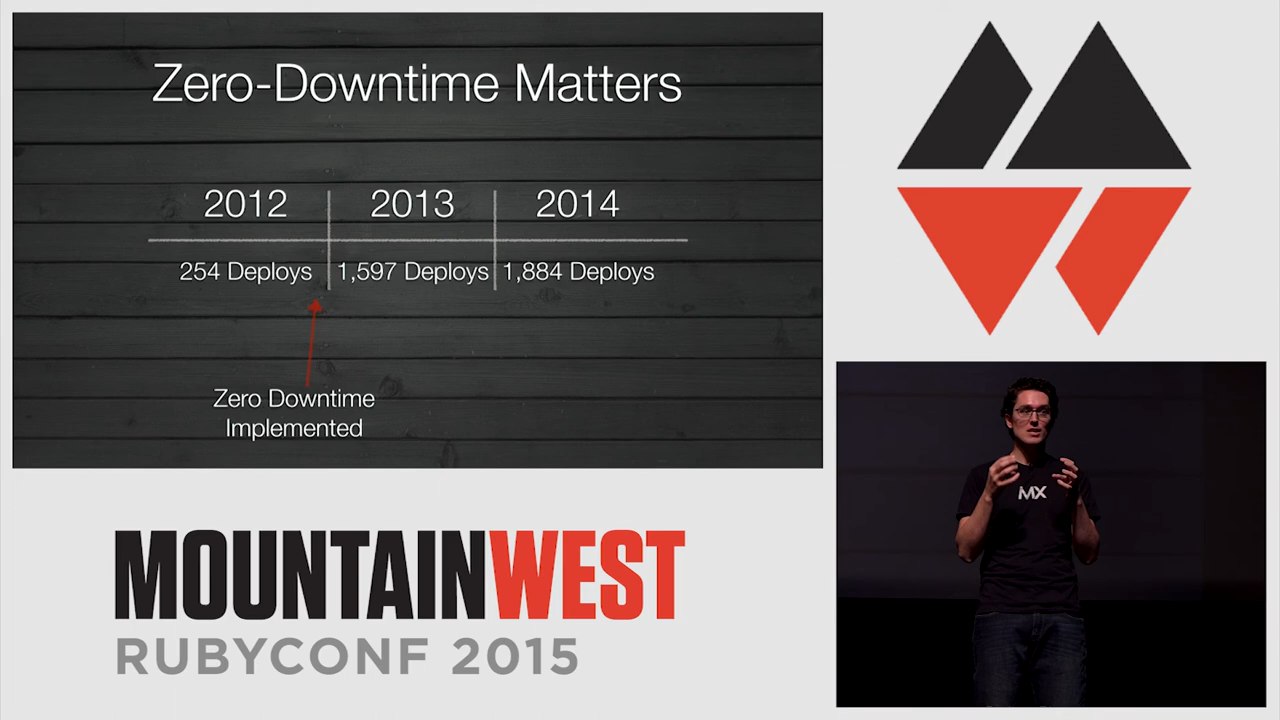 Zero-Downtime Matters
2012 2013 2014
254 Deploys 1,597 Deploys 1,884 Deploys
Zero Downtime
Implemented
MX
MOUNTAINWEST
RUBYCONF 2015